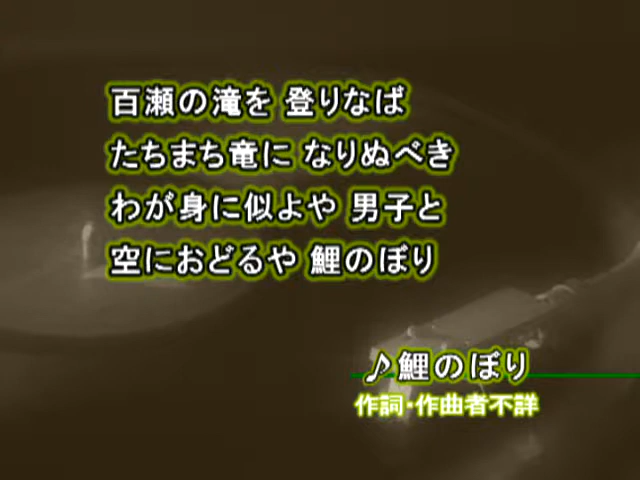 百瀬の滝を 登りなば
たちまち竜に なりぬべき
わが身に似よや 男子と
空におどるや 鯉のぼり
♪鯉のぼり
作詞・作曲者不詳